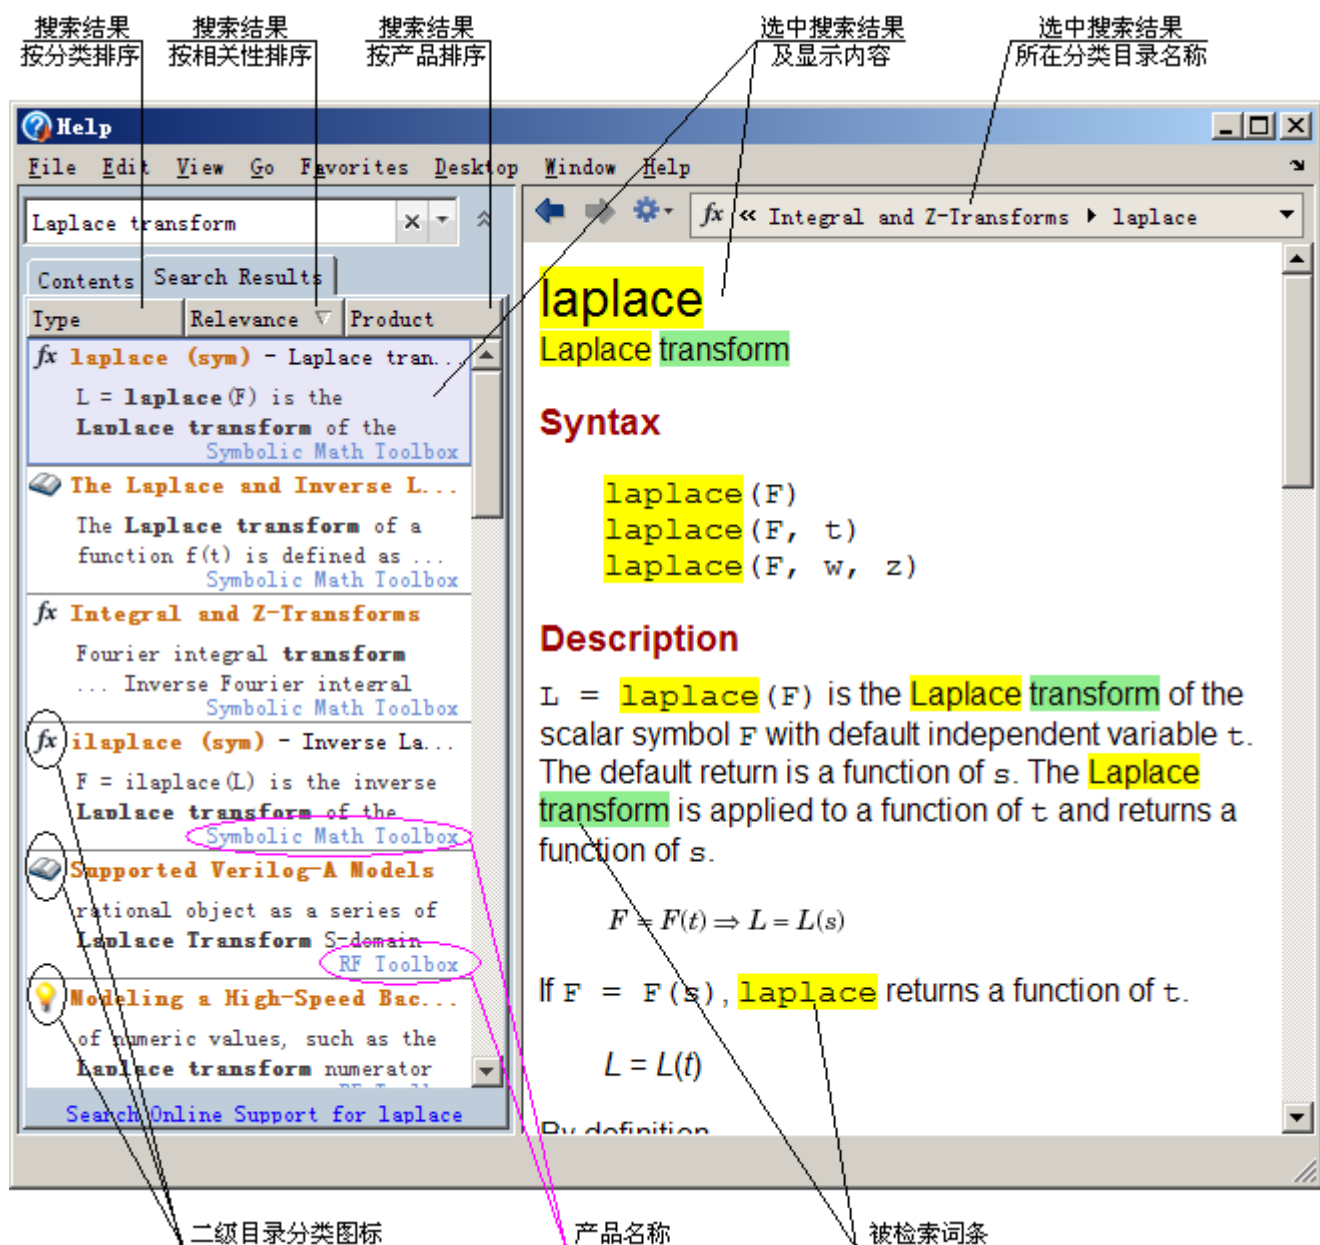 搜索结果
按分类排序
搜索结果
按相关性排序
搜索结果
按产品排序
选中搜索结果
及显示内容
选中搜索结果
所在分类目录名称
Help
File Edit View Go Favorites Desktop Window Help
Laplace transform
fx « Integral and Z-Transforms laplace
Contents Search Results
Type Relevance Product
fx laplace (sym) - Laplace tran...
L = laplace(F) is the
Laplace transform of the
Symbolic Math Toolbox
The Laplace and Inverse L...
The Laplace transform of a
function f(t) is defined as ...
Symbolic Math Toolbox
fx Integral and Z-Transforms
Fourier integral transform
... Inverse Fourier integral
Symbolic Math Toolbox
fx ilaplace (sym) - Inverse La...
F = ilaplace(L) is the inverse
Laplace transform of the
Symbolic Math Toolbox
Supported Verilog-A Models
rational object as a series of
Laplace Transform S-domain
RF Toolbox
Modeling a High-Speed Bac...
of numeric values, such as the
Laplace transform numerator
Search Online Support for laplace
laplace
Laplace transform
Syntax
laplace(F)
laplace(F, t)
laplace(F, w, z)
Description
L = laplace(F) is the Laplace transform of the
scalar symbol F with default independent variable t.
The default return is a function of s. The Laplace
transform is applied to a function of t and returns a
function of s.
F = F(t) ⇒ L = L(s)
If F = F(s), laplace returns a function of t.
L = L(t)
By definition
二级目录分类图标
产品名称
被检索词条